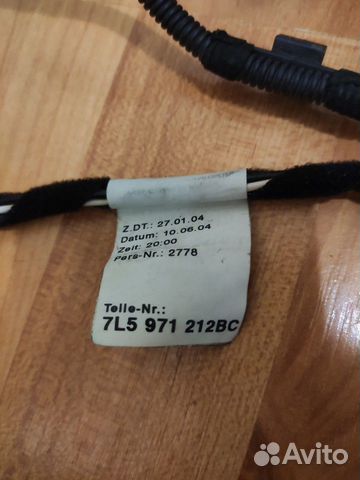 Z.DT.: 27.01.04
Datum: 10.06.04
Zeit: 20:00
Pers-Nr.: 2778
Teile-Nr.:
7L5 971 212BC
Avito